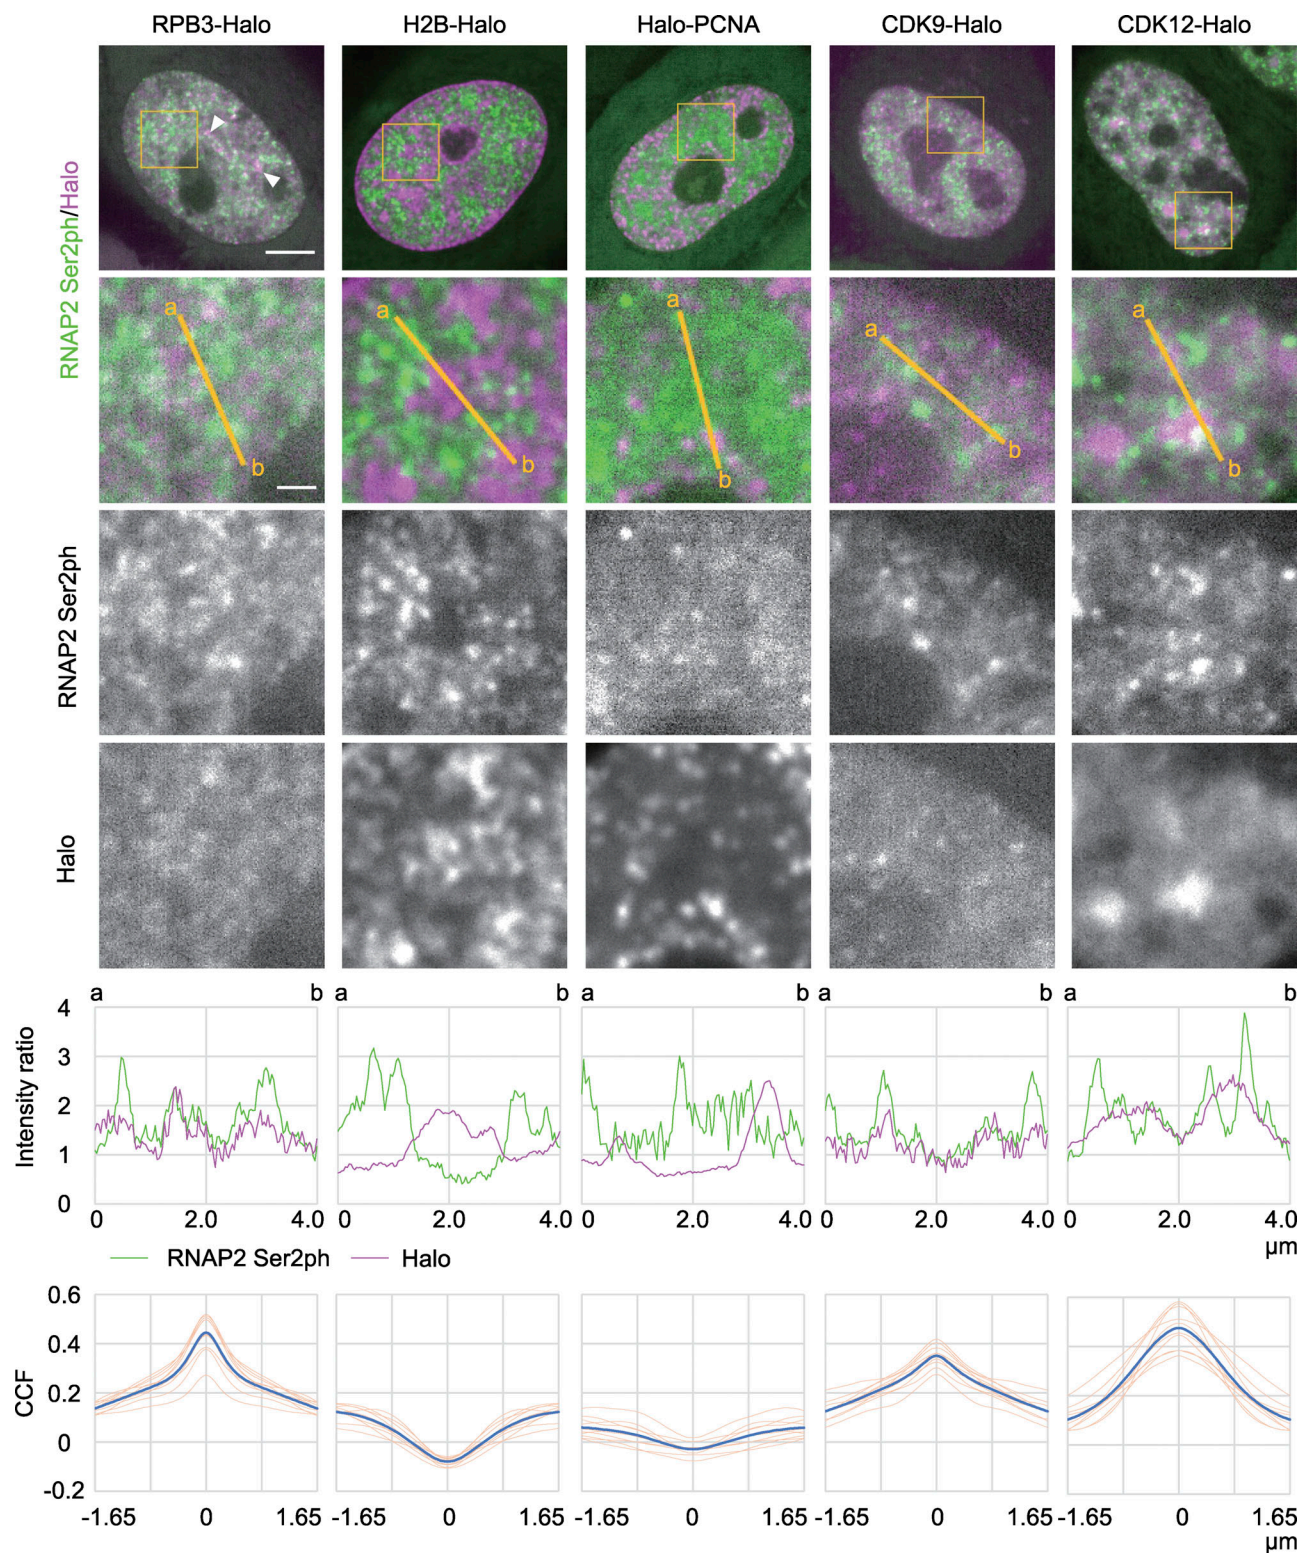 RPB3-Halo H2B-Halo Halo-PCNA CDK9-Halo CDK12-Halo
RNAP2 Ser2ph/Halo
a a a a a
b b b b b
RNAP2 Ser2ph
Halo
a b a b a b a b a b
Intensity ratio
4
3
2
1
0
0 2.0 4.0 0 2.0 4.0 0 2.0 4.0 0 2.0 4.0 0 2.0 4.0
µm
RNAP2 Ser2ph Halo
CCF
0.6
0.4
0.2
0
-0.2
-1.65 0 1.65 -1.65 0 1.65 -1.65 0 1.65 -1.65 0 1.65 -1.65 0 1.65
µm